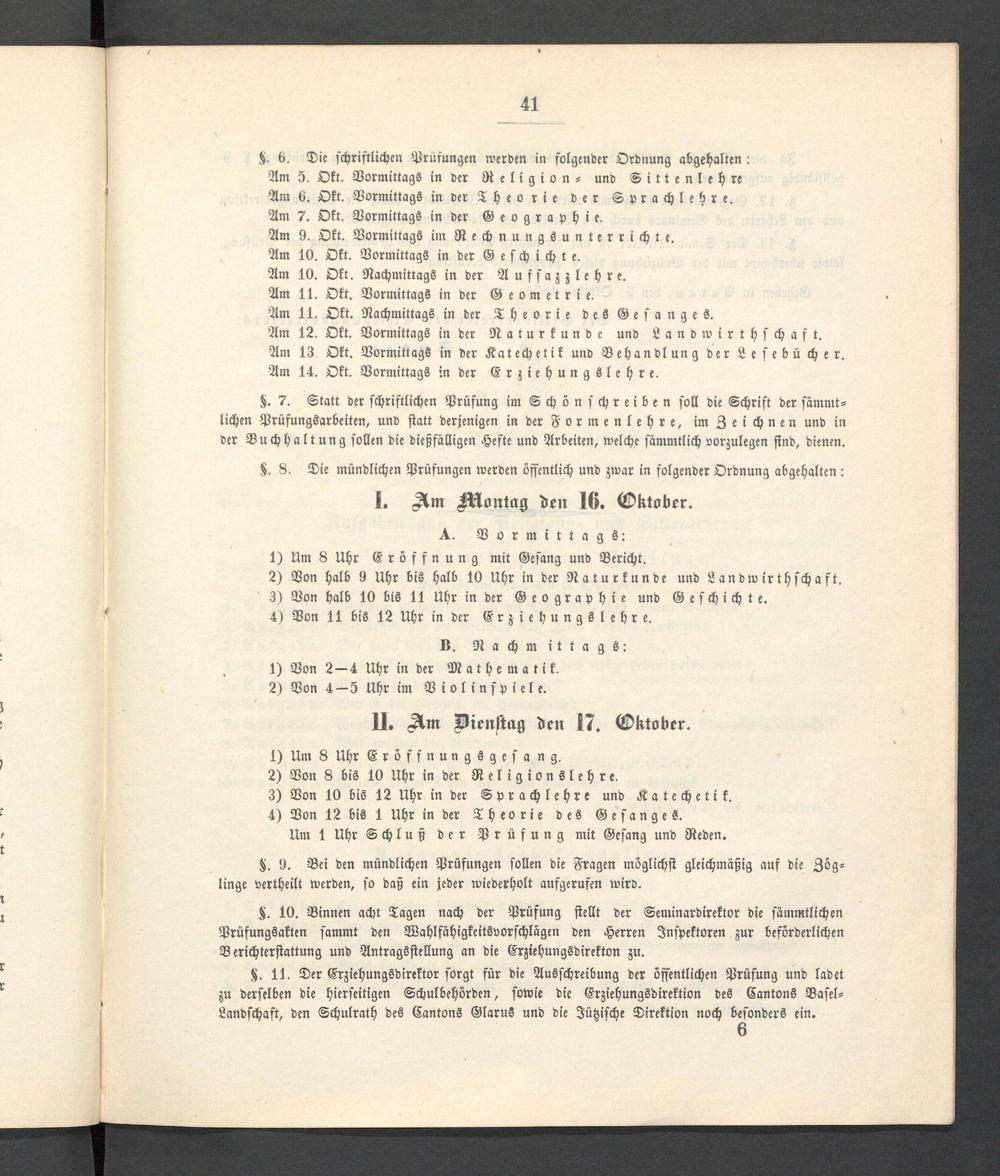 41
§. 6. Die schriftlichen Prüfungen werden in folgender Ordnung abgehalten:
Am 5. Okt. Vormittags in der Religion- und Sittenlehre
Am 6. Okt. Vormittags in der Theorie der Sprachlehre.
Am 7. Okt. Vormittags in der Geographie.
Am 9. Okt. Vormittags im Rechnungsunterrichte.
Am 10. Okt. Vormittags in der Geschichte.
Am 10. Okt. Nachmittags in der Auffazzlehre.
Am 11. Okt. Vormittags in der Geometrie.
Am 11. Okt. Nachmittags in der Theorie des Gesanges.
Am 12. Okt. Vormittags in der Naturkunde und Landwirthschaft.
Am 13. Okt. Vormittags in der Katechetik und Behandlung der Lesebücher.
Am 14. Okt. Vormittags in der Erziehungslehre.
§. 7. Statt der schriftlichen Prüfung im Schönschreiben soll die Schrift der sämmt-
lichen Prüfungsarbeiten, und statt derjenigen in der Formenlehre, im Zeichnen und in
der Buchhaltung sollen die dießfälligen Hefte und Arbeiten, welche sämmtlich vorzulegen sind, dienen.
§. 8. Die mündlichen Prüfungen werden öffentlich und zwar in folgender Ordnung abgehalten:
I. Am Montag den 16. Oktober.
A. Vormittags:
1) Um 8 Uhr Eröffnung mit Gesang und Bericht.
2) Von halb 9 Uhr bis halb 10 Uhr in der Naturkunde und Landwirthschaft.
3) Von halb 10 bis 11 Uhr in der Geographie und Geschichte.
4) Von 11 bis 12 Uhr in der Erziehungslehre.
B. Nachmittags:
1) Von 2—4 Uhr in der Mathematik.
2) Von 4—5 Uhr im Violinspiele.
II. Am Dienstag den 17. Oktober.
1) Um 8 Uhr Eröffnungsgesang.
2) Von 8 bis 10 Uhr in der Religionslehre.
3) Von 10 bis 12 Uhr in der Sprachlehre und Katechetik.
4) Von 12 bis 1 Uhr in der Theorie des Gesanges.
Um 1 Uhr Schluß der Prüfung mit Gesang und Reden.
§. 9. Bei den mündlichen Prüfungen sollen die Fragen möglichst gleichmäßig auf die Zög-
linge vertheilt werden, so daß ein jeder wiederholt aufgerufen wird.
§. 10. Binnen acht Tagen nach der Prüfung stellt der Seminardirektor die sämmtlichen
Prüfungsakten sammt den Wahlfähigkeitsvorschlägen den Herren Inspektoren zur beförderlichen
Berichterstattung und Antragsstellung an die Erziehungsdirekton zu.
§. 11. Der Erziehungsdirektor sorgt für die Ausschreibung der öffentlichen Prüfung und ladet
zu derselben die hierseitigen Schulbehörden, sowie die Erziehungsdirektion des Cantons Basel-
Landschaft, den Schulrath des Cantons Glarus und die Jützische Direktion noch besonders ein.
6